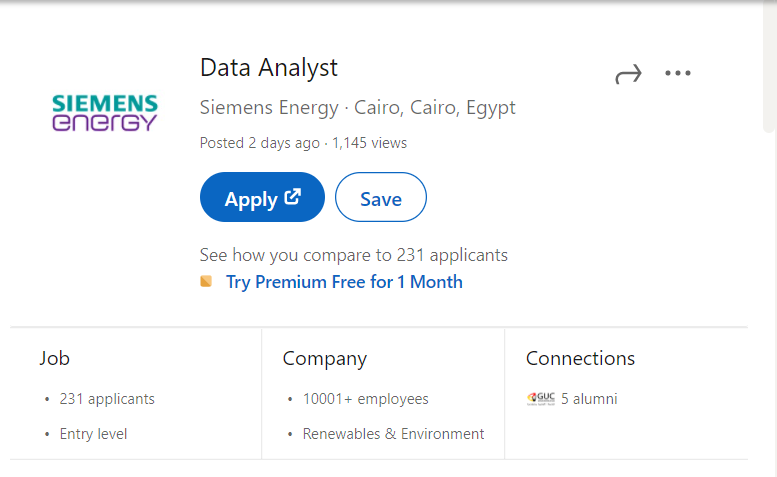 Data Analyst
SIEMENS
energy
Siemens Energy · Cairo, Cairo, Egypt
Posted 2 days ago · 1,145 views
Apply
Save
See how you compare to 231 applicants
Try Premium Free for 1 Month
Job
Company
Connections
• 231 applicants
• 10001+ employees
GUC
5 alumni
• Entry level
• Renewables & Environment